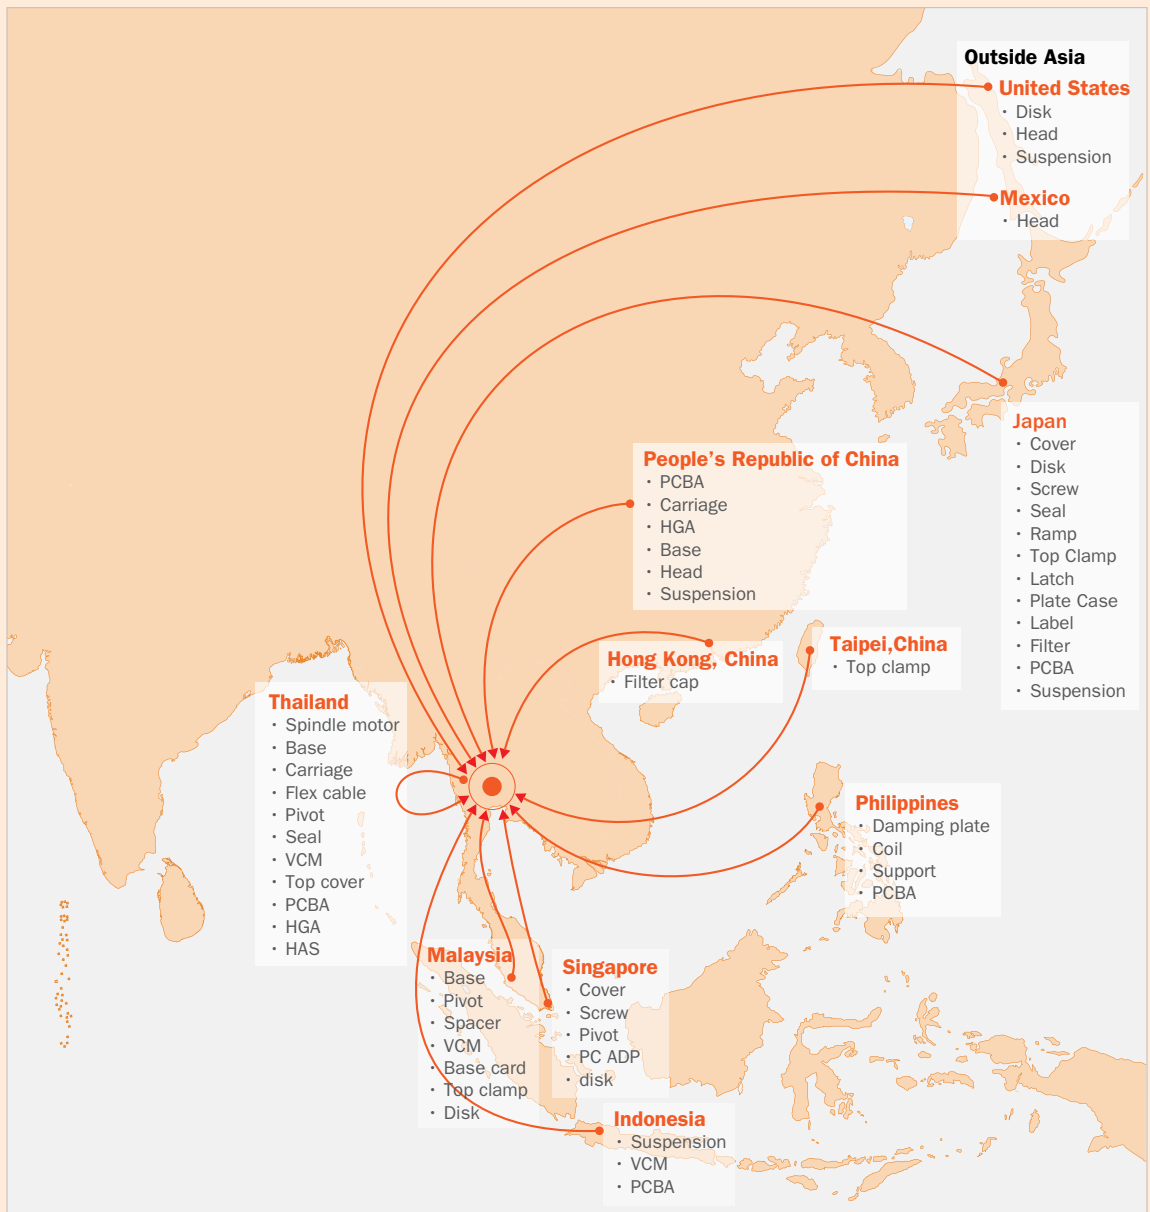 Outside Asia
United States
· Disk
· Head
· Suspension
Mexico
· Head
Japan
· Cover
· Disk
· Screw
· Seal
· Ramp
· Top Clamp
· Latch
· Plate Case
· Label
· Filter
· PCBA
· Suspension
People's Republic of China
· PCBA
· Carriage
· HGA
· Base
· Head
· Suspension
Taipei,China
· Top clamp
Hong Kong, China
· Filter cap
Thailand
· Spindle motor
· Base
· Carriage
· Flex cable
· Pivot
· Seal
· VCM
· Top cover
· PCBA
· HGA
· HAS
Philippines
· Damping plate
· Coil
· Support
· PCBA
Malaysia
· Base
· Pivot
· Spacer
· VCM
· Base card
· Top clamp
· Disk
Singapore
· Cover
· Screw
· Pivot
· PC ADP
· disk
Indonesia
· Suspension
· VCM
· PCBA